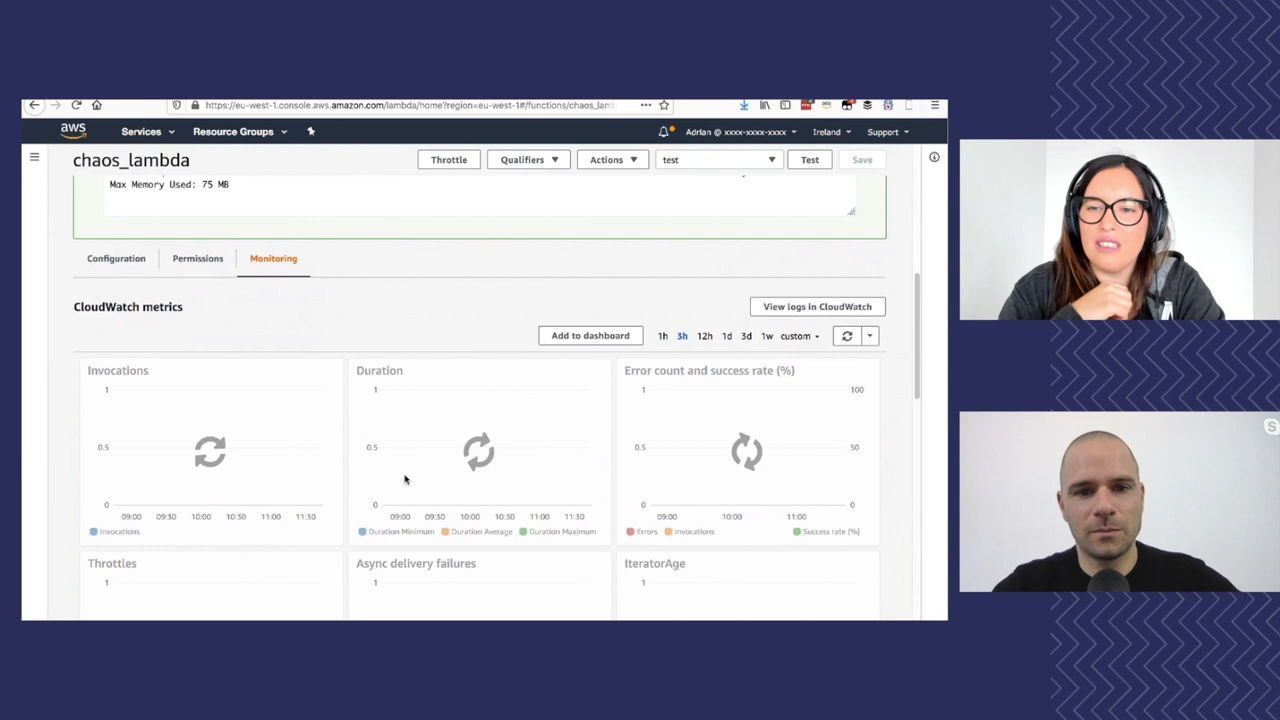 https://eu-west-1.console.aws.amazon.com/lambda/home?region=eu-west-1#/functions/chaos_lamb
aws Services Resource Groups Adrian @ xxxx-xxxx-xxxx Ireland Support
chaos_lambda Throttle Qualifiers Actions test Test Save
Max Memory Used: 75 MB
Configuration Permissions Monitoring
CloudWatch metrics View logs in CloudWatch
Add to dashboard 1h 3h 12h 1d 3d 1w custom
Invocations Duration Error count and success rate (%)
1 1 1 100
0.5 0.5 0.5 50
0 0 0 0
09:00 09:30 10:00 10:30 11:00 11:30 09:00 09:30 10:00 10:30 11:00 11:30 09:00 10:00 11:00
Invocations Duration Minimum Duration Average Duration Maximum Errors Invocations Success rate (%)
Throttles Async delivery failures IteratorAge
1 1 1